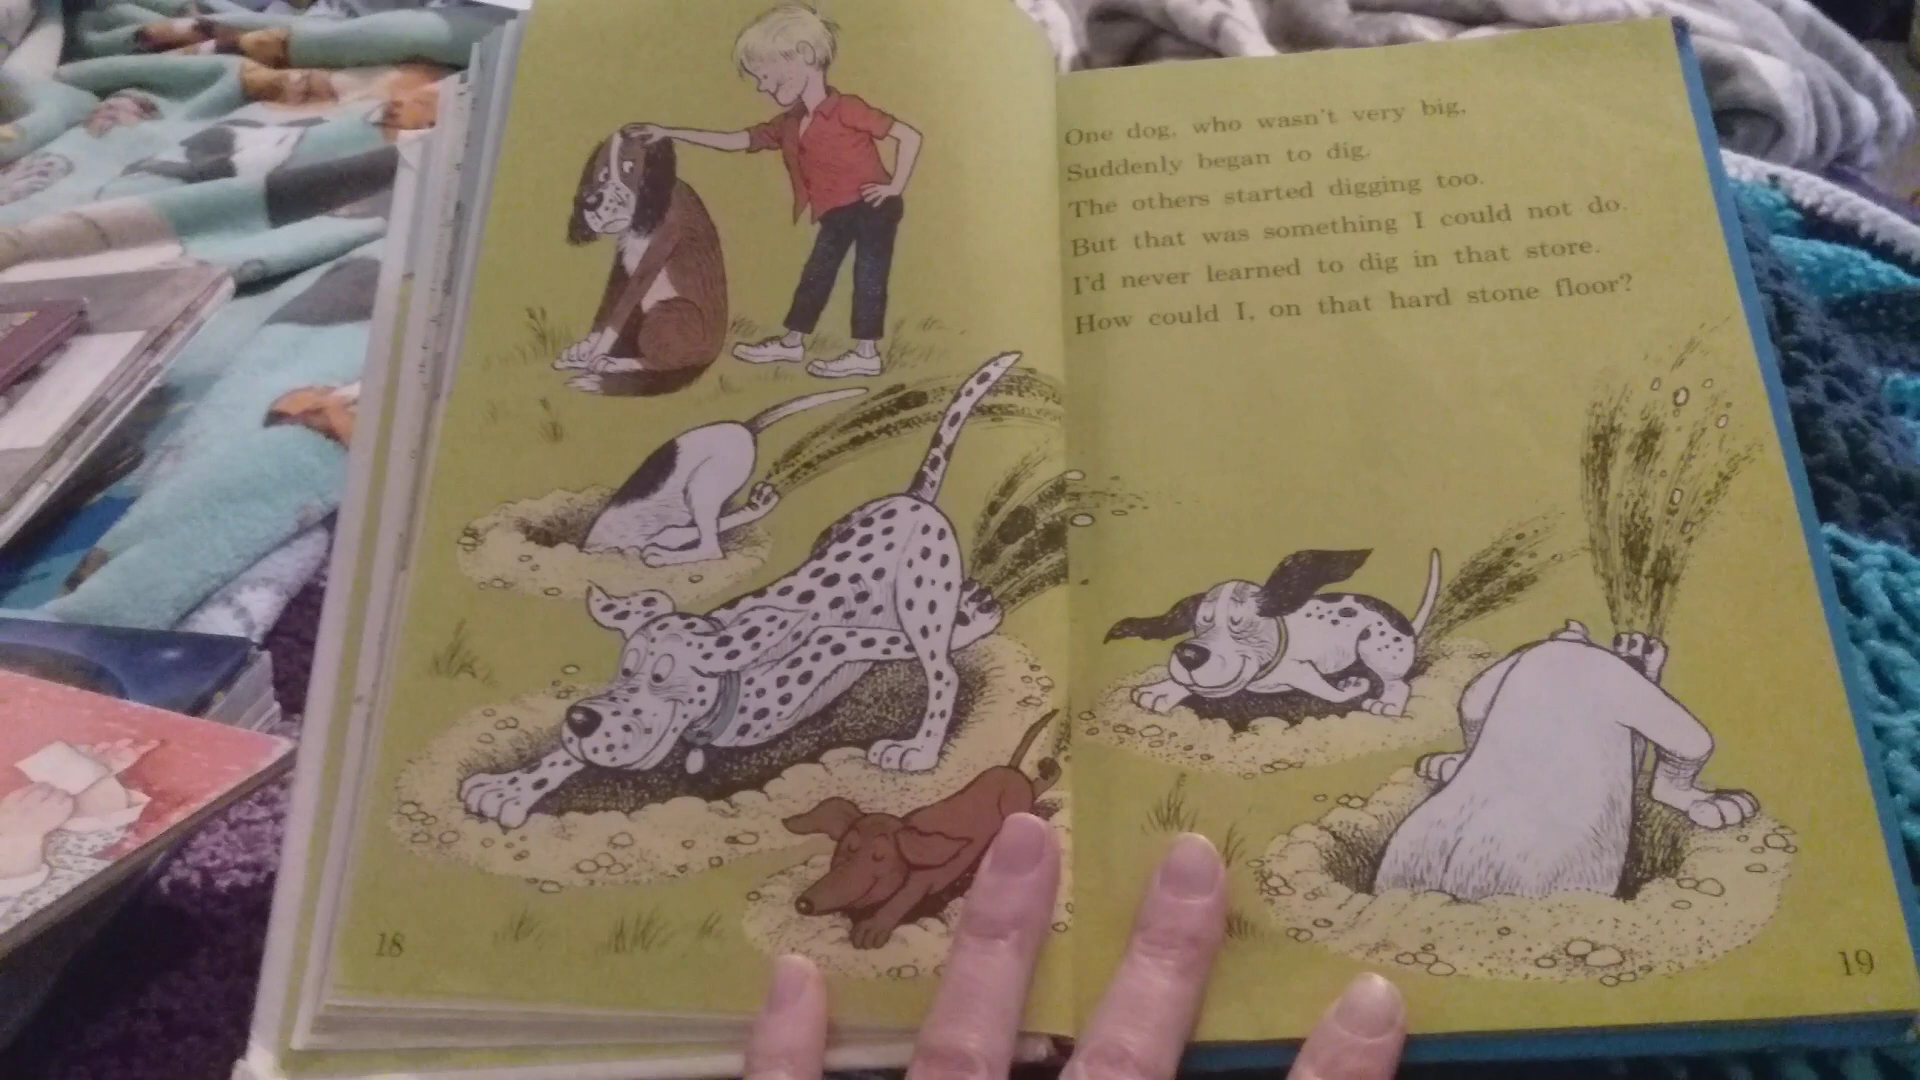 One dog, who wasn't very big,
Suddenly began to dig.
The others started digging too.
But that was something I could not do.
I'd never learned to dig in that store.
How could I, on that hard stone floor?
18
19